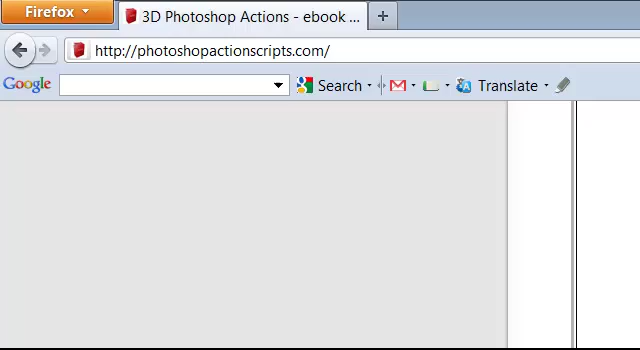 Firefox
3D Photoshop Actions - ebook ...
http://photoshopactionscripts.com/
Google Search Translate